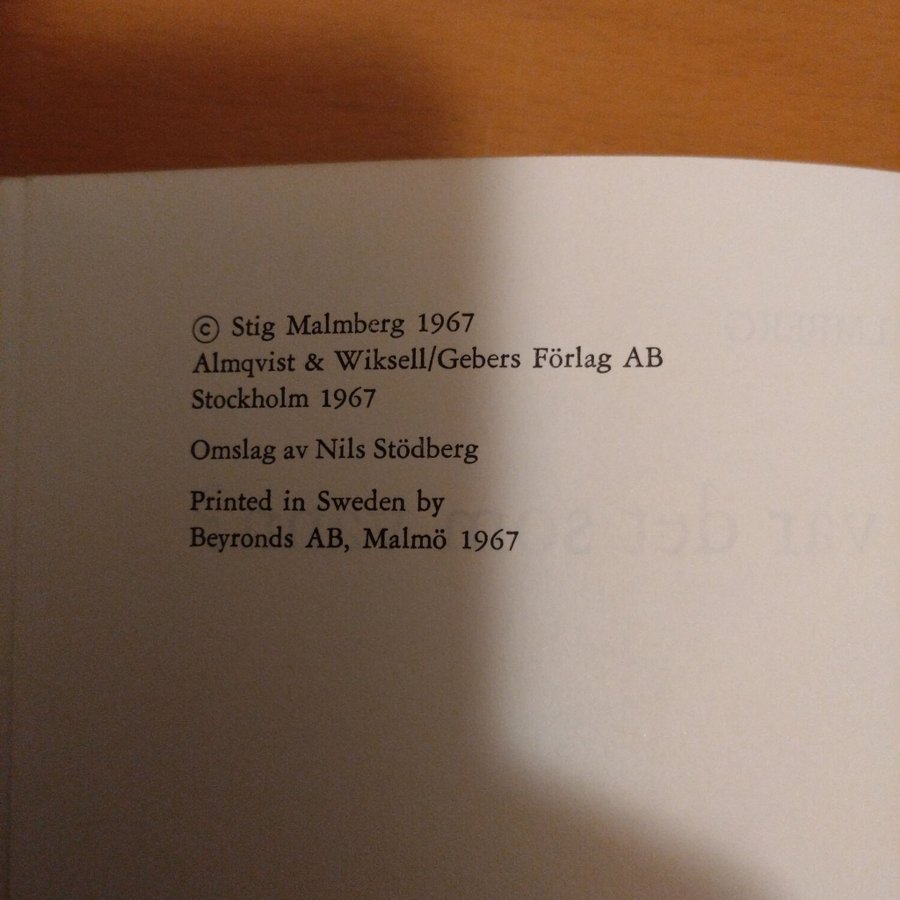 © Stig Malmberg 1967
Almqvist & Wiksell/Gebers Förlag AB
Stockholm 1967
Omslag av Nils Stödberg
Printed in Sweden by
Beyronds AB, Malmö 1967